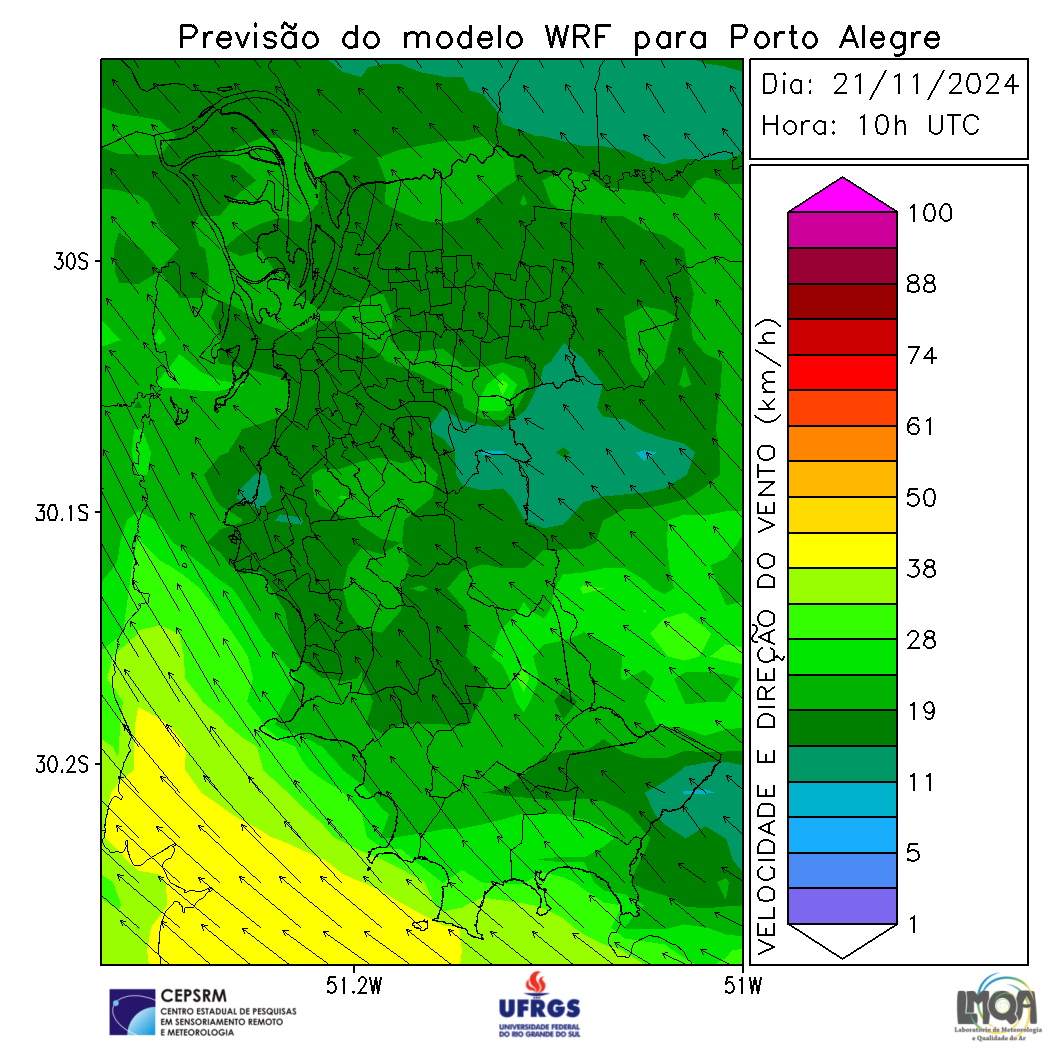 Previsão do modelo WRF para Porto Alegre
Dia: 21/11/2024
Hora: 10h UTC
30S
30.1S
30.2S
51.2W
51W
VELOCIDADE E DIREÇÃO DO VENTO (km/h)
100
88
74
61
50
38
28
19
11
5
1
CEPSRM
CENTRO ESTADUAL DE PESQUISAS
EM SENSORIAMENTO REMOTO
E METEOROLOGIA
UFRGS
UNIVERSIDADE FEDERAL
DO RIO GRANDE DO SUL
LMQA
Laboratório de Meteorologia
e Qualidade do Ar